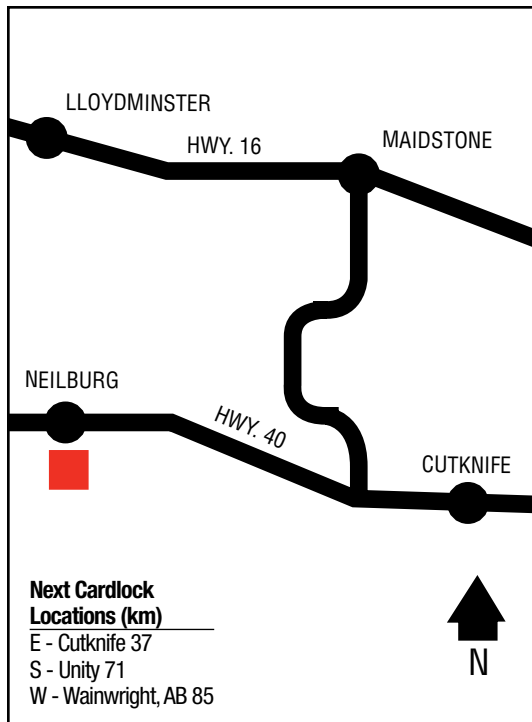 LLOYDMINSTER
HWY. 16
MAIDSTONE
NEILBURG
HWY. 40
CUTKNIFE
Next Cardlock
Locations (km)
E - Cutknife 37
S - Unity 71
W - Wainwright, AB 85
N